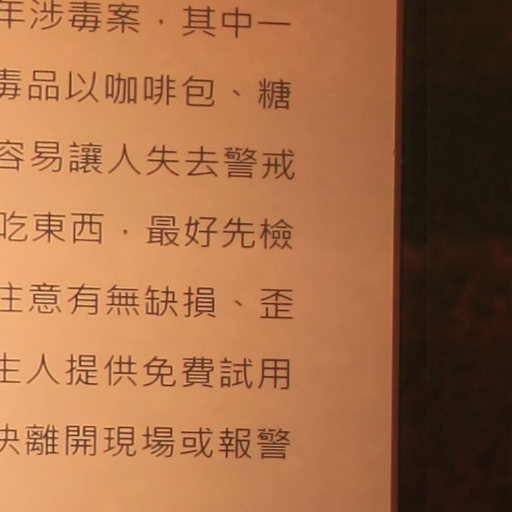 年涉毒案，其中一
毒品以咖啡包、糖
容易讓人失去警戒
吃東西，最好先檢
注意有無缺損、歪
生人提供免費試用
快離開現場或報警